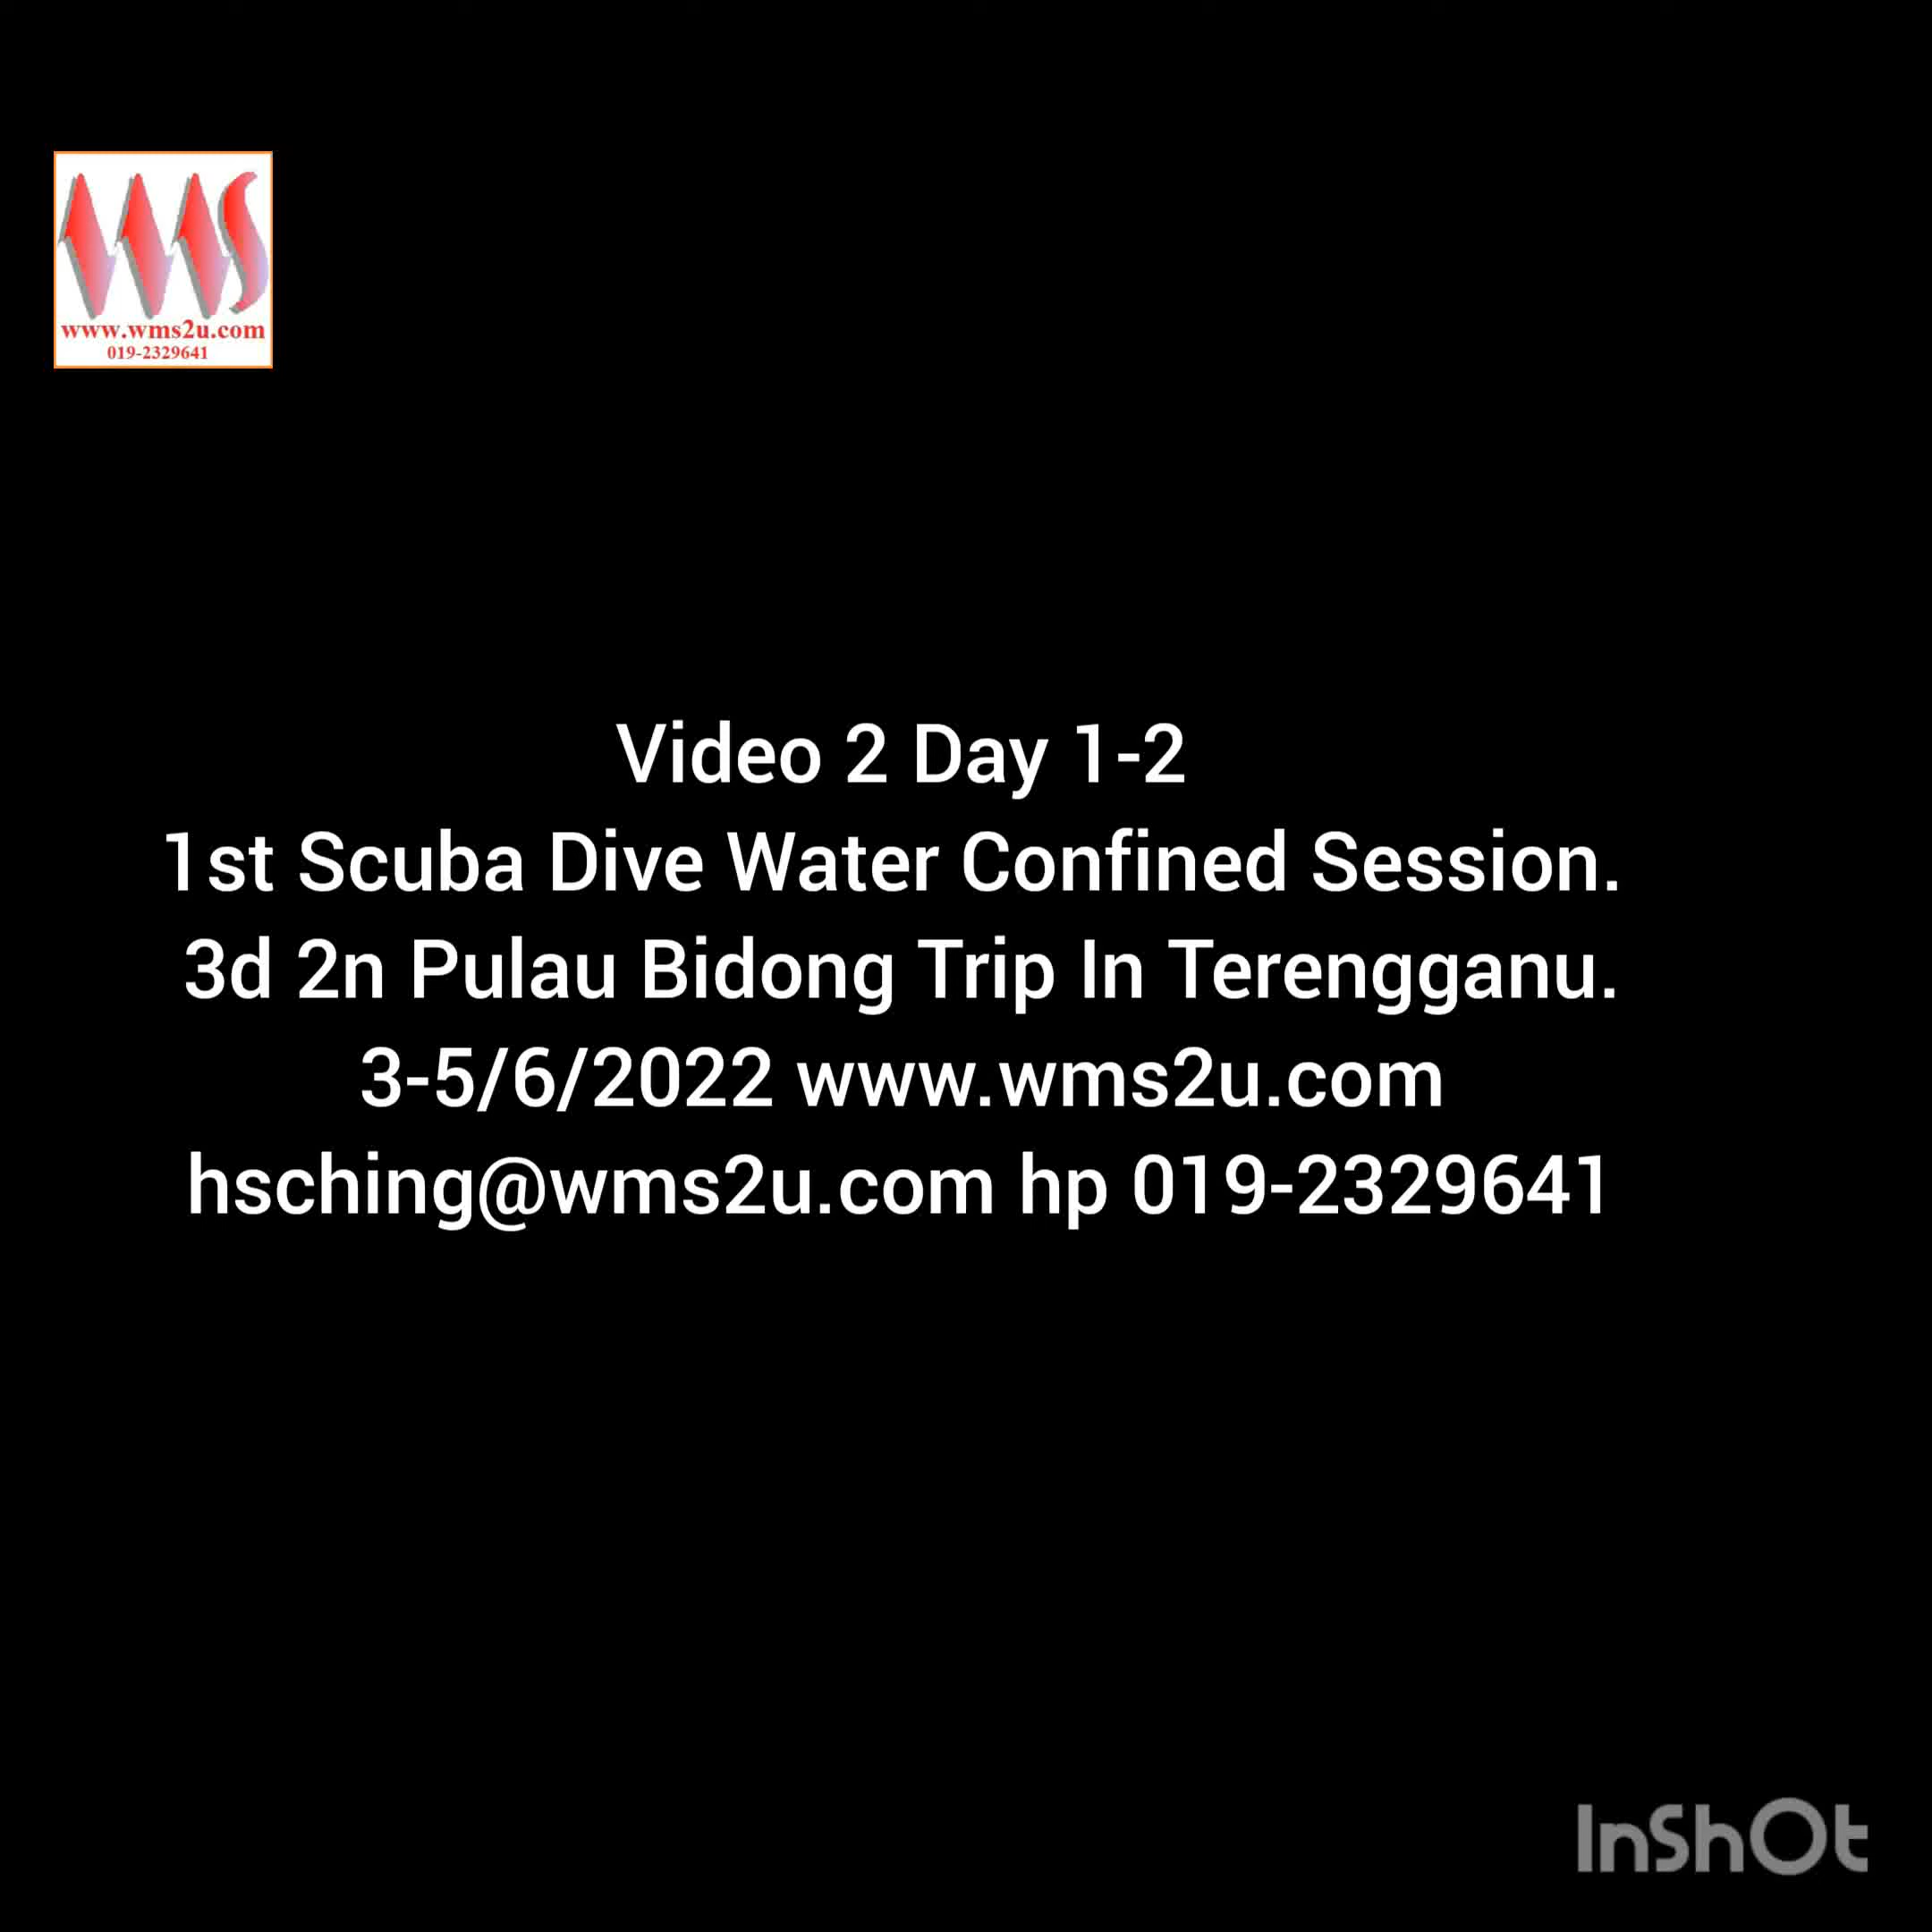 WMS
www.wms2u.com
019-2329641
Video 2 Day 1-2
1st Scuba Dive Water Confined Session.
3d 2n Pulau Bidong Trip In Terengganu.
3-5/6/2022 www.wms2u.com
hsching@wms2u.com hp 019-2329641
InShOt